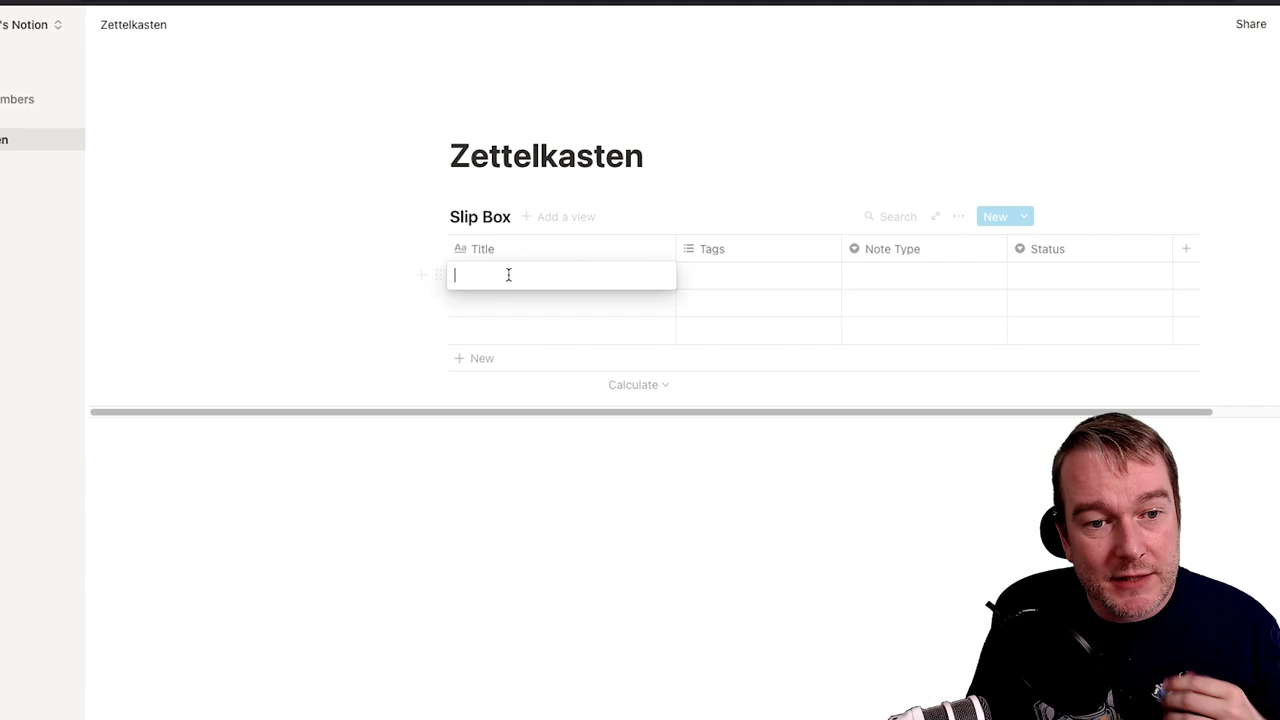 's Notion
Zettelkasten
Share
mbers
en
Zettelkasten
Slip Box
Add a view
Search
New
Aa Title
Tags
Note Type
Status
New
Calculate